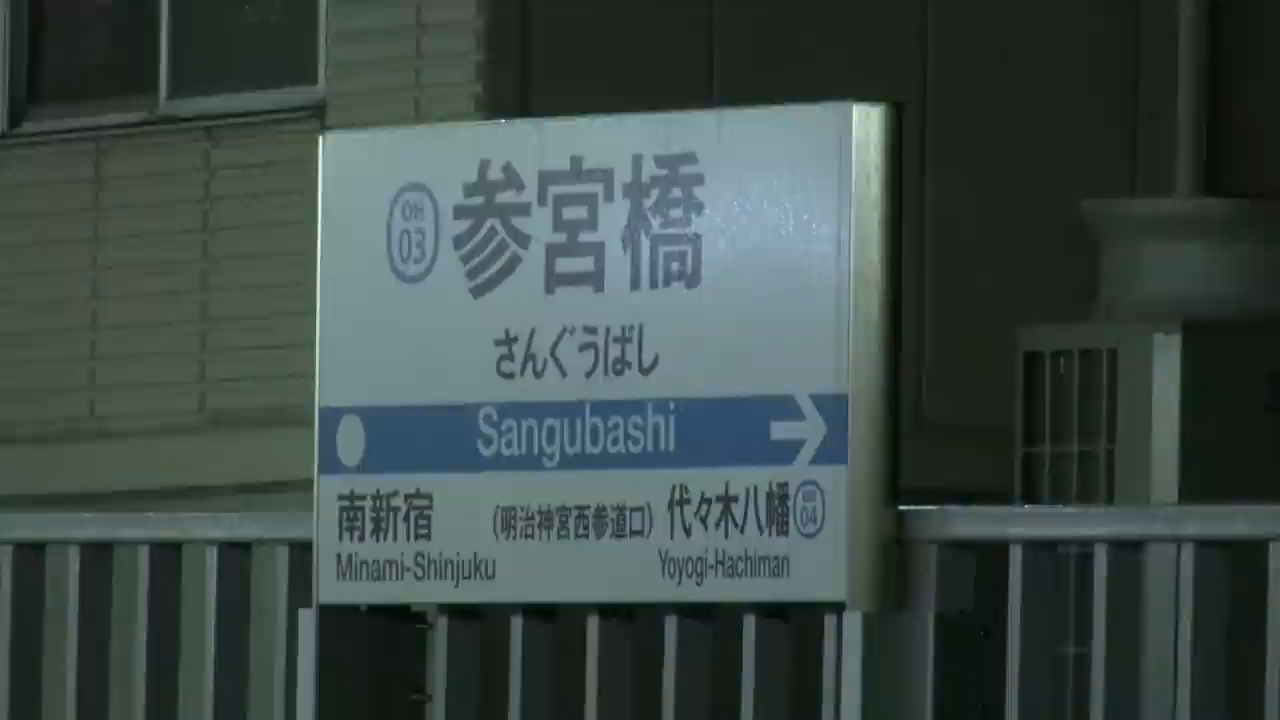 OH
03
参宮橋
さんぐうばし
Sangubashi
南新宿
(明治神宮西参道口)
代々木八幡
OH
04
Minami-Shinjuku
Yoyogi-Hachiman